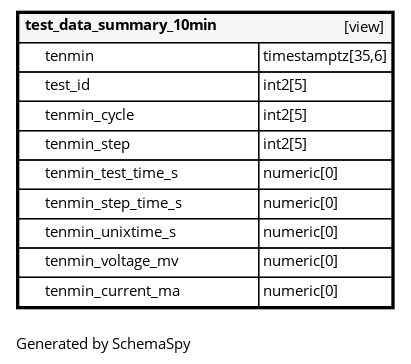 test_data_summary_10min [view]
tenmin timestamptz[35,6]
test_id int2[5]
tenmin_cycle int2[5]
tenmin_step int2[5]
tenmin_test_time_s numeric[0]
tenmin_step_time_s numeric[0]
tenmin_unixtime_s numeric[0]
tenmin_voltage_mv numeric[0]
tenmin_current_ma numeric[0]
Generated by SchemaSpy